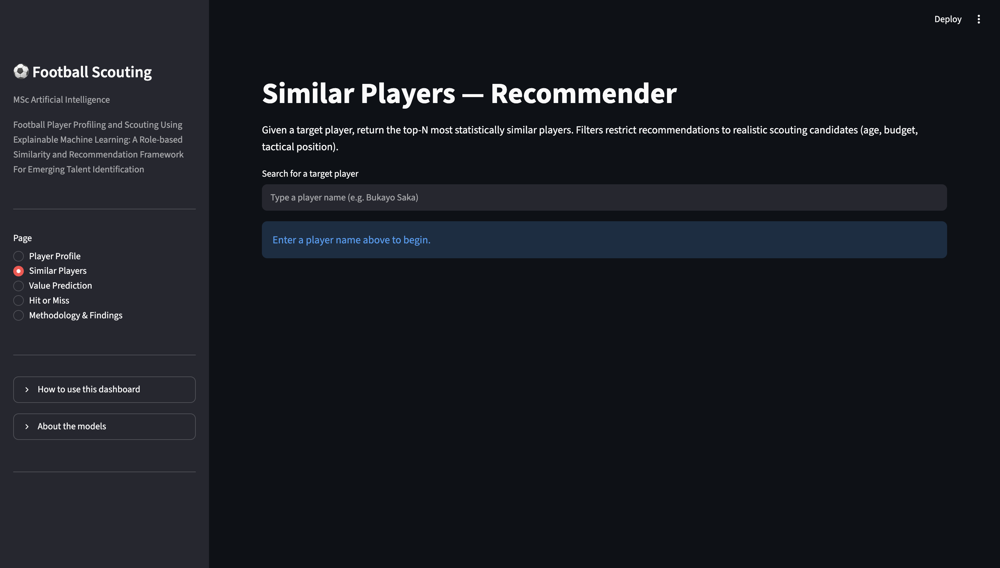 Deploy
⚽ Football Scouting
MSc Artificial Intelligence
Football Player Profiling and Scouting Using
Explainable Machine Learning: A Role-based
Similarity and Recommendation Framework
For Emerging Talent Identification
Page
Player Profile
Similar Players
Value Prediction
Hit or Miss
Methodology & Findings
How to use this dashboard
About the models
Similar Players — Recommender
Given a target player, return the top-N most statistically similar players. Filters restrict recommendations to realistic scouting candidates (age, budget,
tactical position).
Search for a target player
Type a player name (e.g. Bukayo Saka)
Enter a player name above to begin.